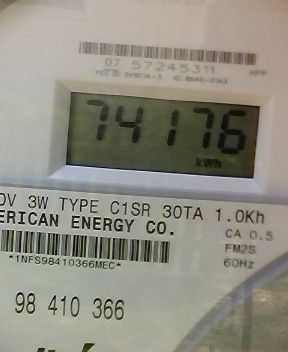 07 57245311
74176
kWh
0V 3W TYPE C1SR 30TA 1.0Kh
ERICAN ENERGY CO.
CA 0.5
*1NFS98410366MEC*
FM2S
60Hz
98 410 366